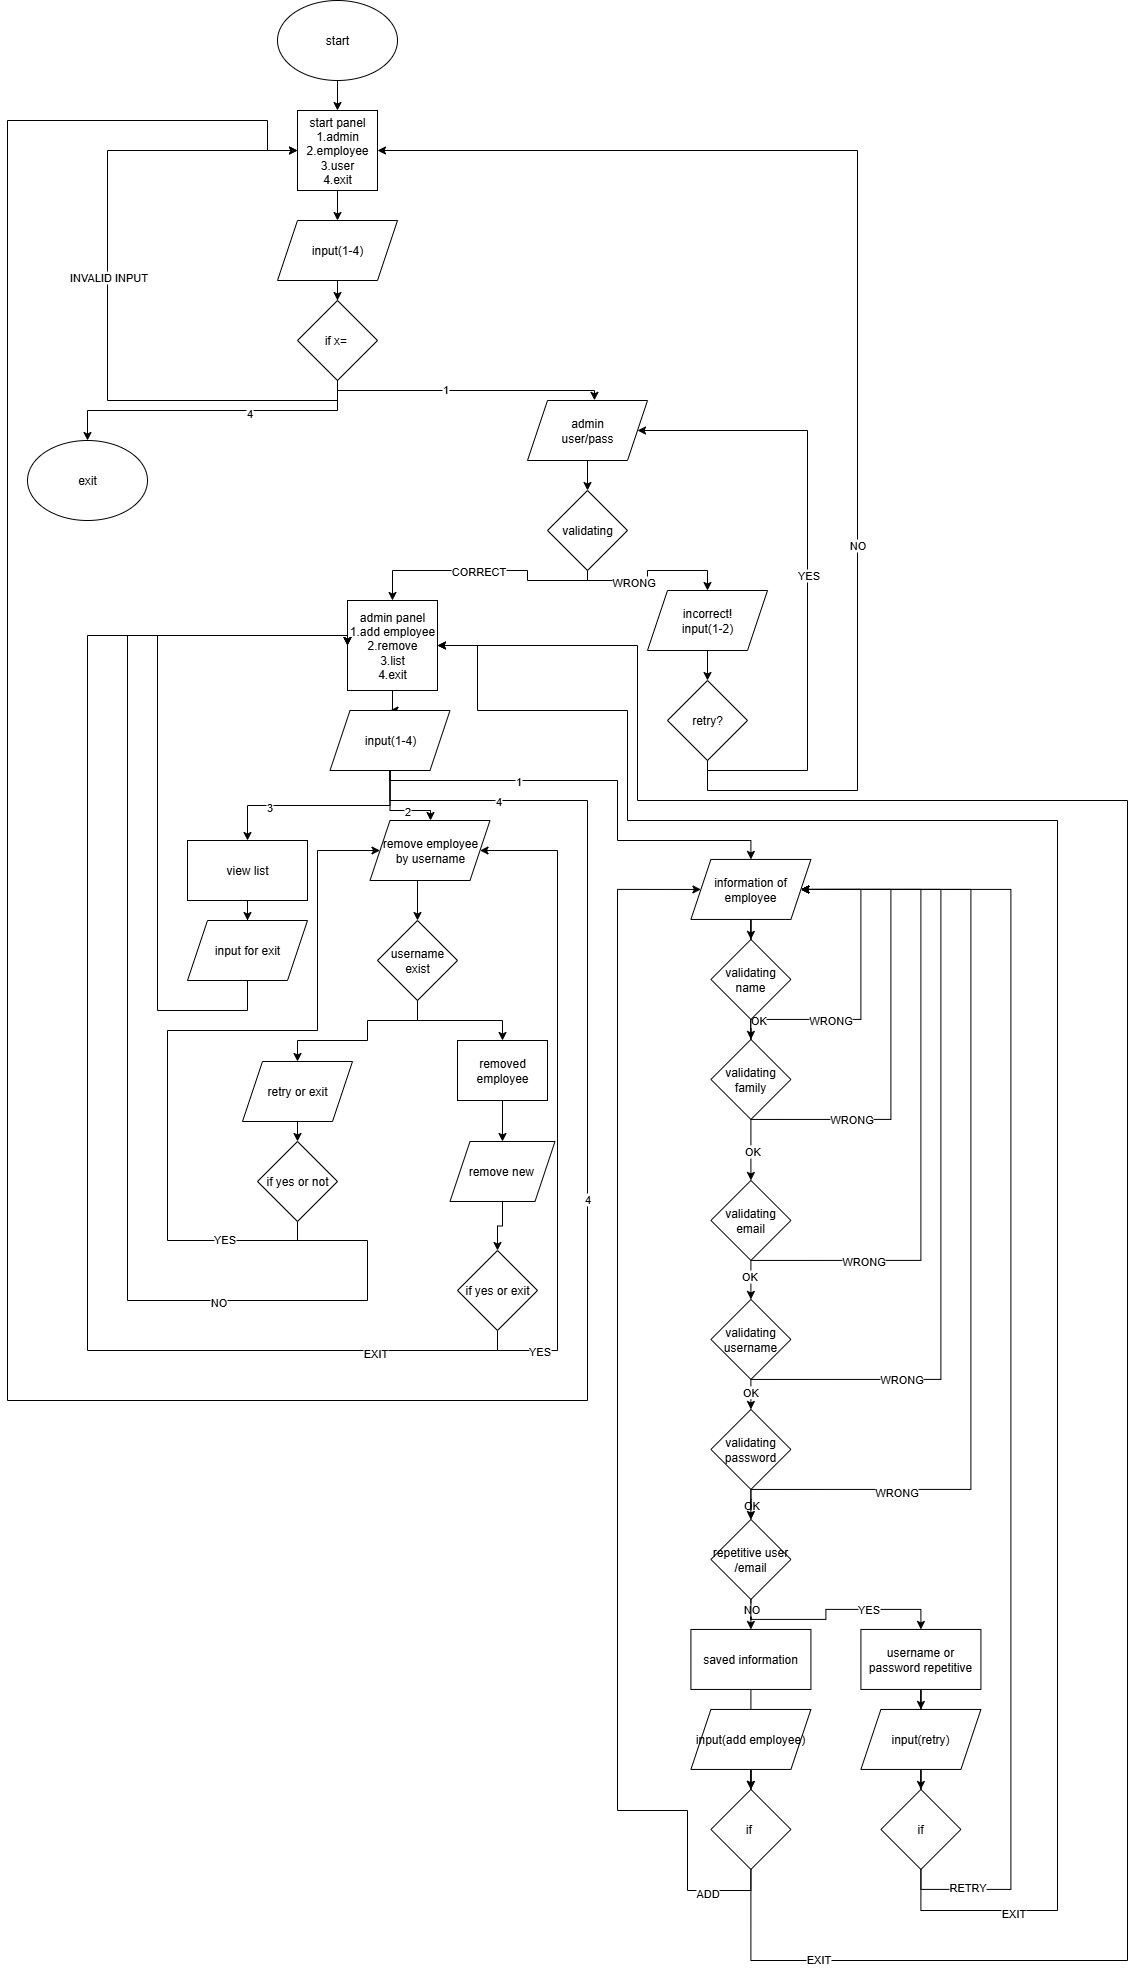 start
start panel
1.admin
2.employee
3.user
4.exit
input(1-4)
INVALID INPUT
if x=
1
4
admin
user/pass
exit
validating
NO
CORRECT
WRONG
YES
admin panel
1.add employee
2.remove
3.list
4.exit
incorrect!
input(1-2)
retry?
input(1-4)
1
3
2
4
remove employee
by username
view list
information of
employee
input for exit
username
exist
validating
name
OK
WRONG
retry or exit
removed
employee
validating
family
WRONG
OK
if yes or not
remove new
4
validating
email
YES
WRONG
OK
NO
if yes or exit
EXIT
YES
validating
username
WRONG
OK
validating
password
WRONG
OK
repetitive user
/email
NO
YES
saved information
username or
password repetitive
input(add employee)
input(retry)
if
if
ADD
RETRY
EXIT
EXIT